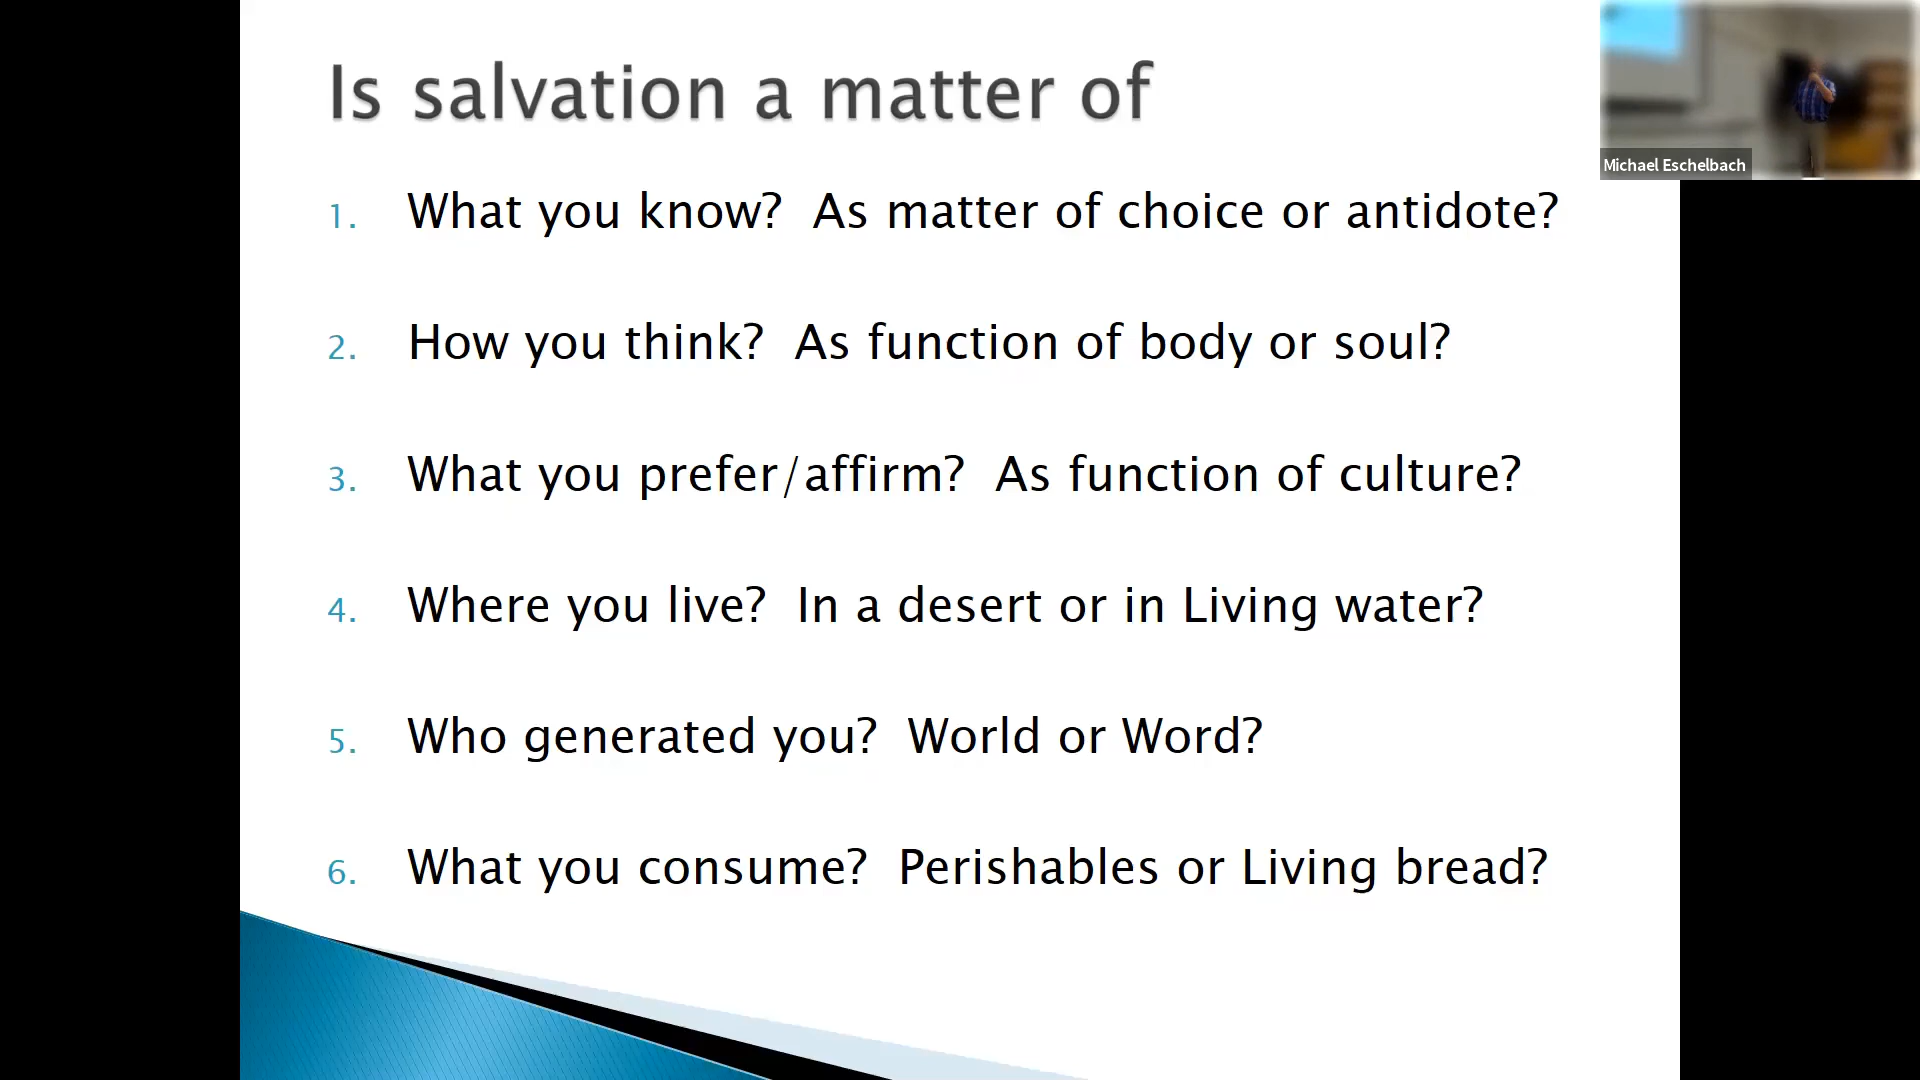 Is salvation a matter of
Michael Eschelbach
1. What you know? As matter of choice or antidote?
2. How you think? As function of body or soul?
3. What you prefer/affirm? As function of culture?
4. Where you live? In a desert or in Living water?
5. Who generated you? World or Word?
6. What you consume? Perishables or Living bread?